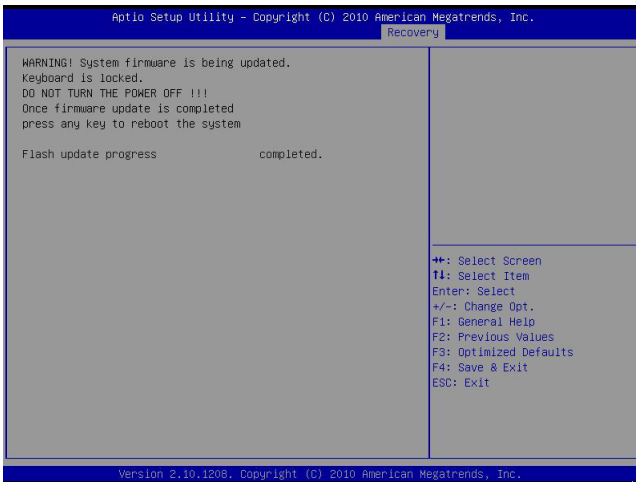 Aptio Setup Utility – Copyright (C) 2010 American Megatrends, Inc.
Recovery
WARNING! System firmware is being updated.
Keyboard is locked.
DO NOT TURN THE POWER OFF !!!
Once firmware update is completed
press any key to reboot the system
Flash update progress completed.
→←: Select Screen
↑↓: Select Item
Enter: Select
+/-: Change Opt.
F1: General Help
F2: Previous Values
F3: Optimized Defaults
F4: Save & Exit
ESC: Exit
Version 2.10.1208. Copyright (C) 2010 American Megatrends, Inc.